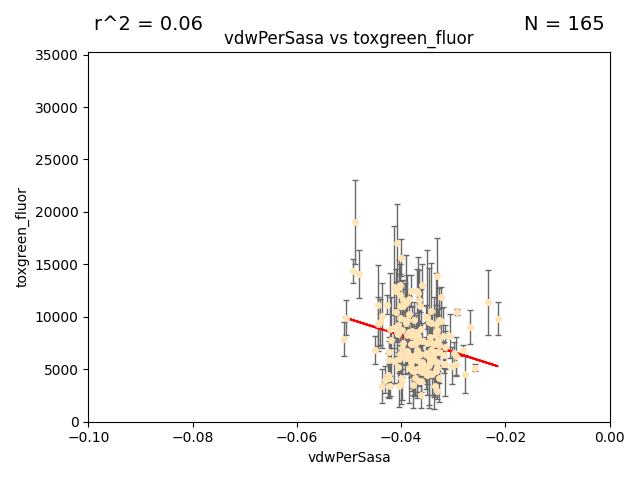 r^2 = 0.06
N = 165
vdwPerSasa vs toxgreen_fluor
35000
30000
25000
20000
15000
10000
5000
0
toxgreen_fluor
−0.10
−0.08
−0.06
−0.04
−0.02
0.00
vdwPerSasa